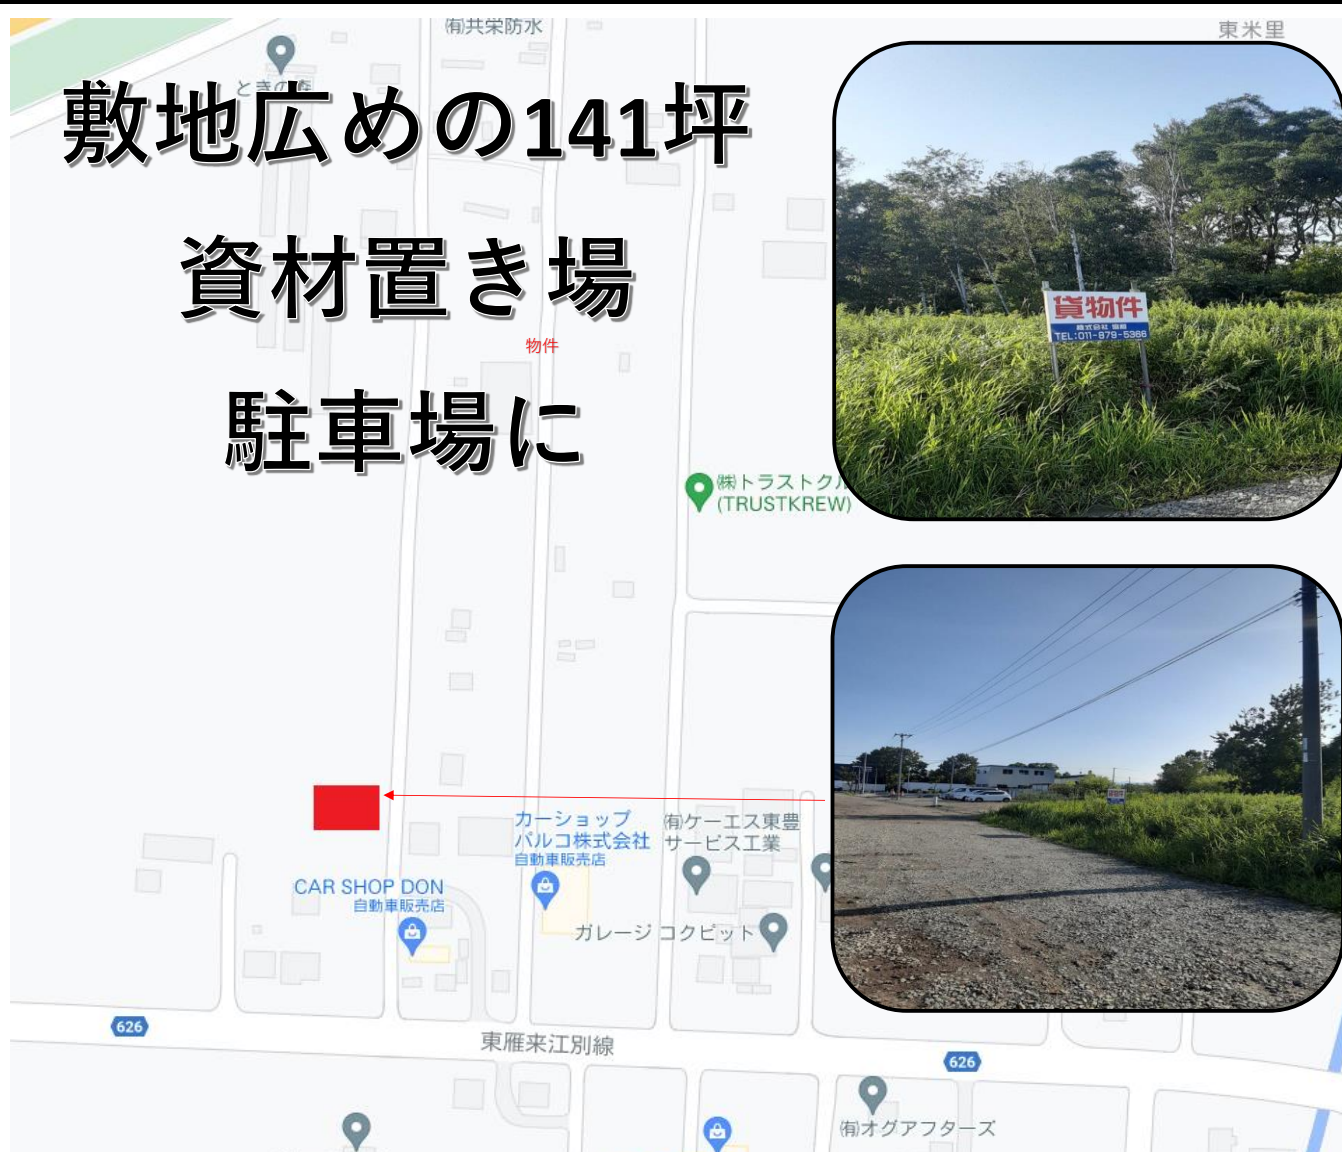 ㈲共栄防水
東米里
ときの森
敷地広めの141坪
資材置き場
物件
駐車場に
貸物件
TEL:011-879-5366
㈱トラストクル
(TRUSTKREW)
カーショップ
パルコ株式会社
自動車販売店
㈲ケーエス東豊
サービス工業
CAR SHOP DON
自動車販売店
ガレージ コクピット
626
東雁来江別線
626
㈲オグアフターズ